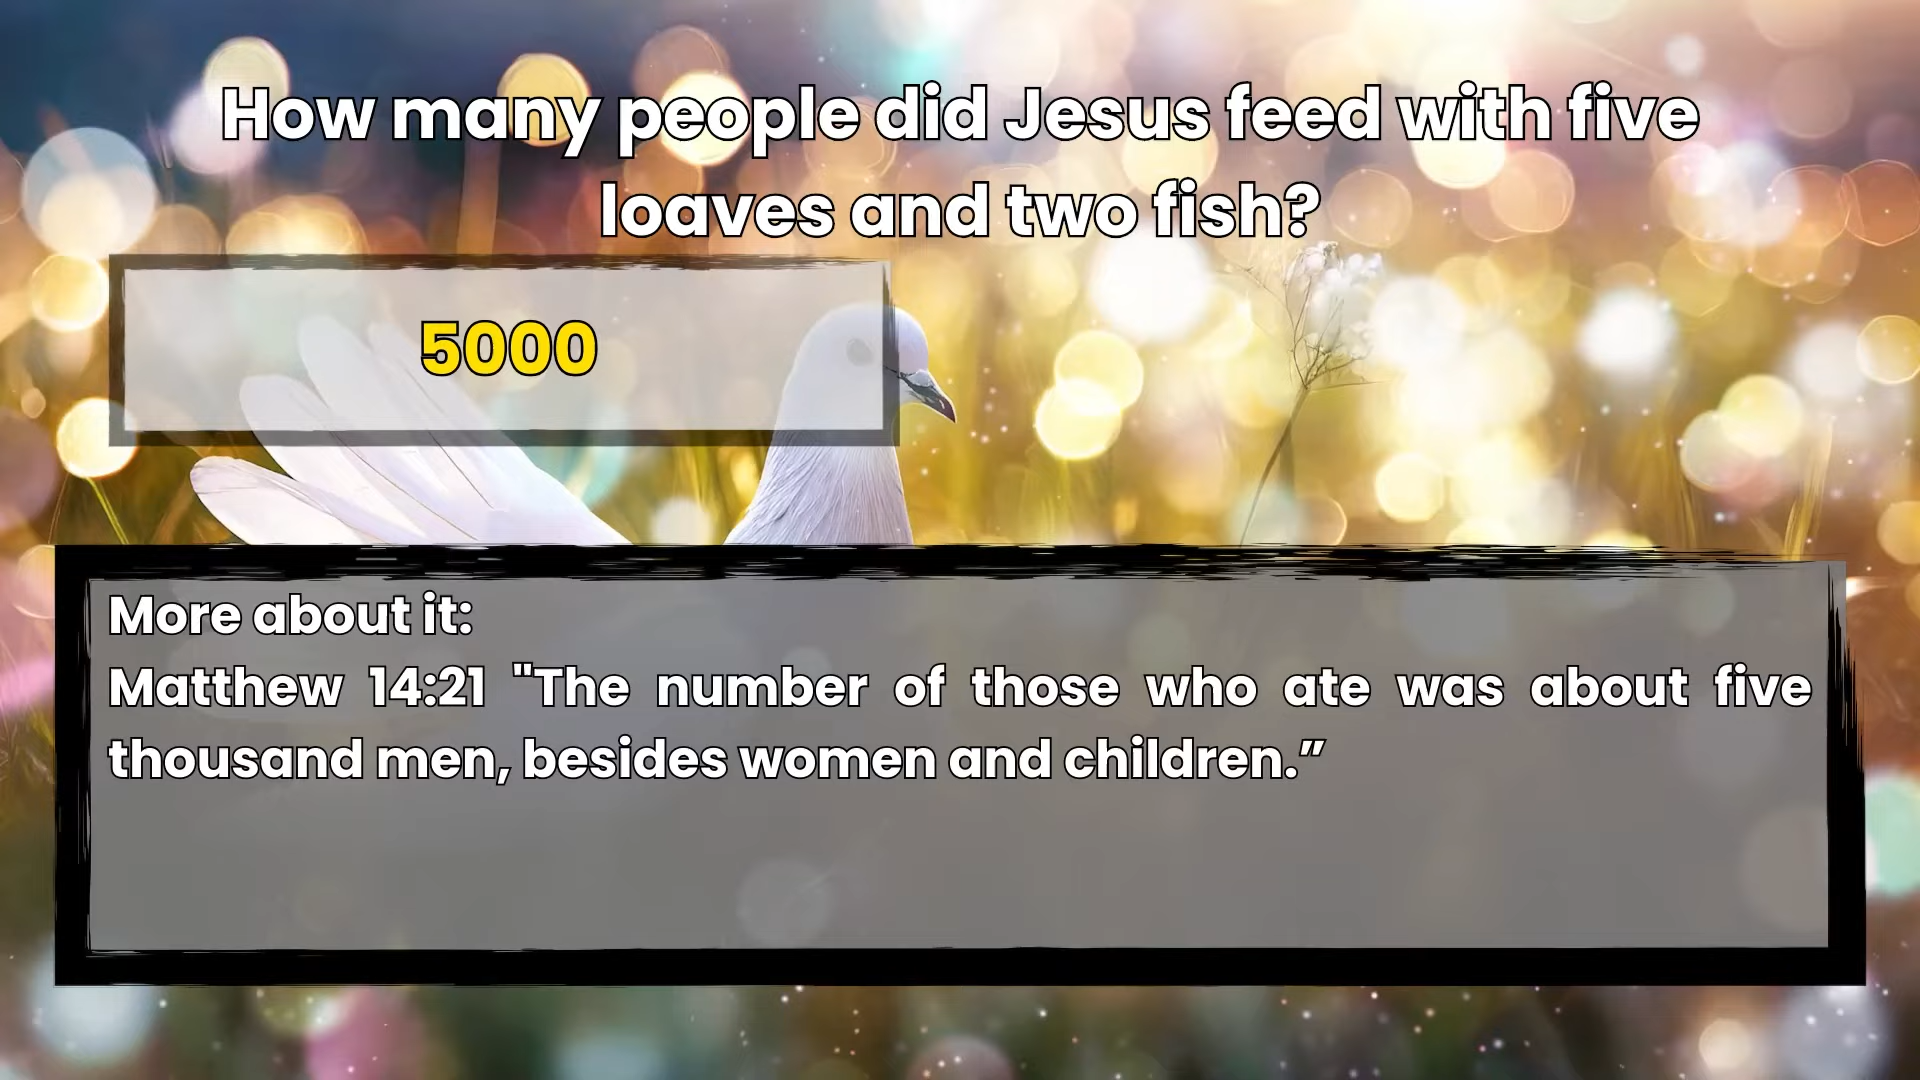 How many people did Jesus feed with five
loaves and two fish?
5000
More about it:
Matthew 14:21 "The number of those who ate was about five
thousand men, besides women and children.”